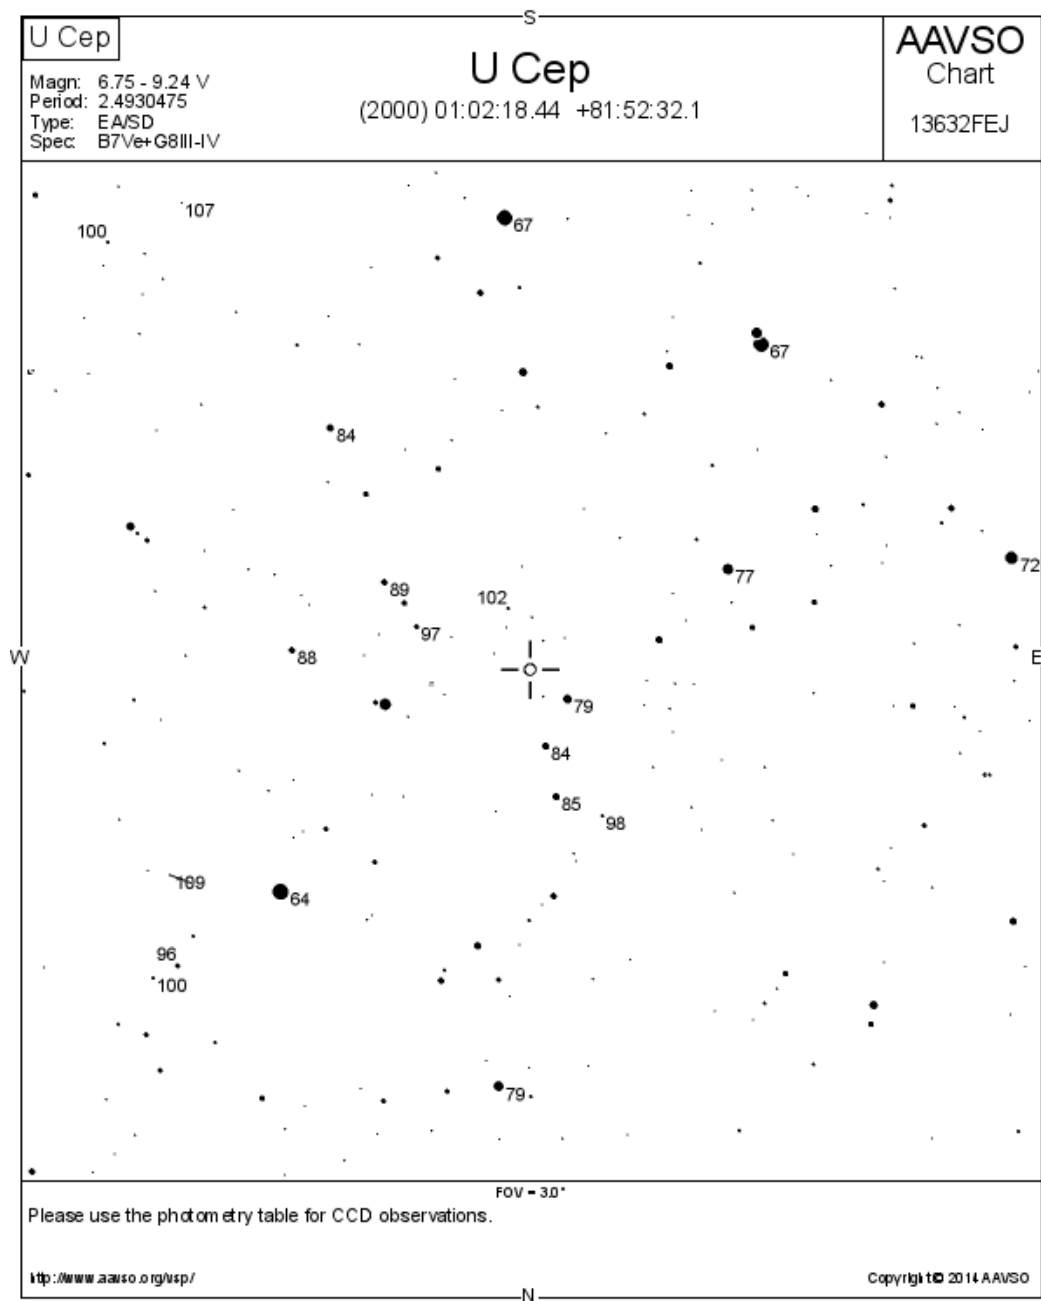 S
U Cep
Magn: 6.75 - 9.24 V
Period: 2.4930475
Type: EA/SD
Spec: B7Ve+G8III-IV
U Cep
(2000) 01:02:18.44 +81:52:32.1
AAVSO
Chart
13632FEJ
107
67
100
67
84
72
77
89
102
97
W
88
E
79
84
85
98
109
64
96
100
79
FOV = 3.0°
Please use the photometry table for CCD observations.
http://www.aavso.org/vsp/
Copyright © 2014 AAVSO
N